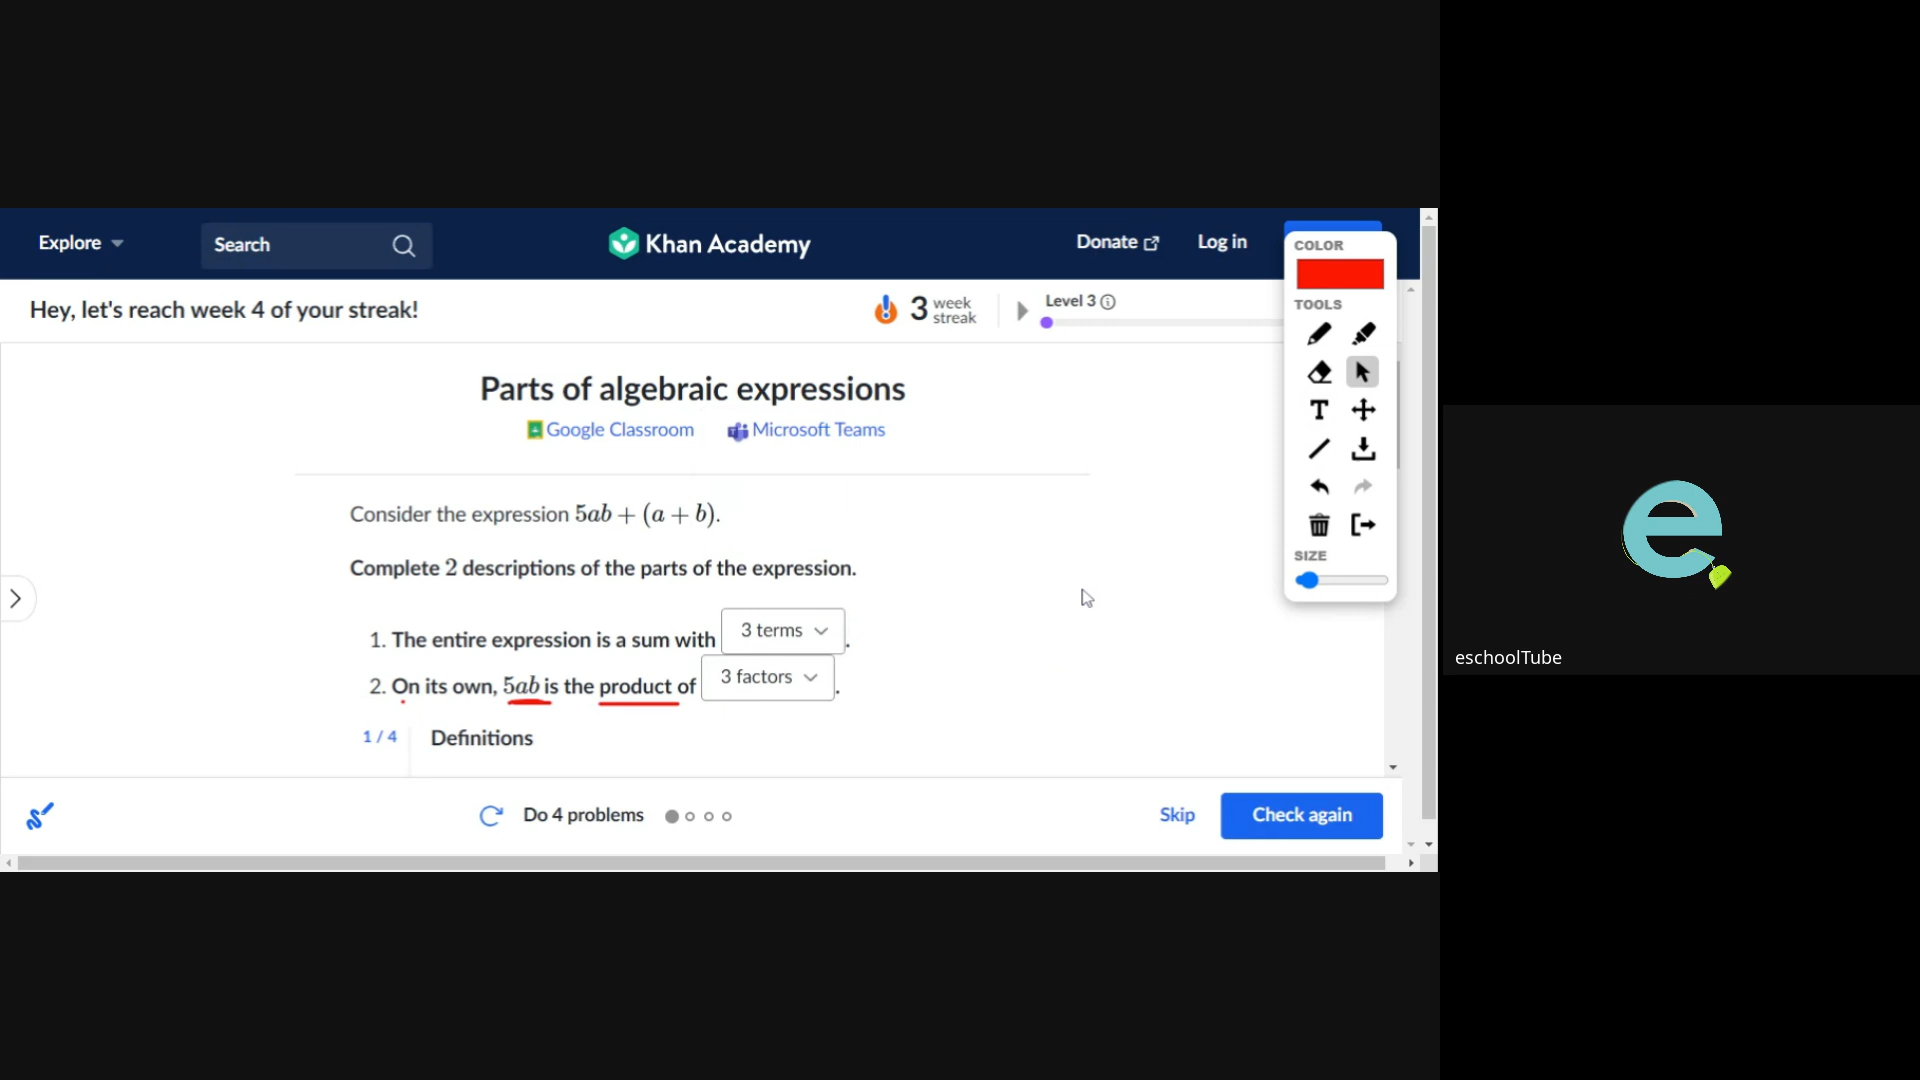 Explore
Search
Khan Academy
Donate
Log in
COLOR
Hey, let's reach week 4 of your streak!
3 week streak
Level 3
TOOLS
Parts of algebraic expressions
Google Classroom
Microsoft Teams
T
Consider the expression 5ab + (a + b).
Complete 2 descriptions of the parts of the expression.
SIZE
1. The entire expression is a sum with 3 terms.
2. On its own, 5ab is the product of 3 factors.
1 / 4 Definitions
Do 4 problems
Skip
Check again
e
eschoolTube